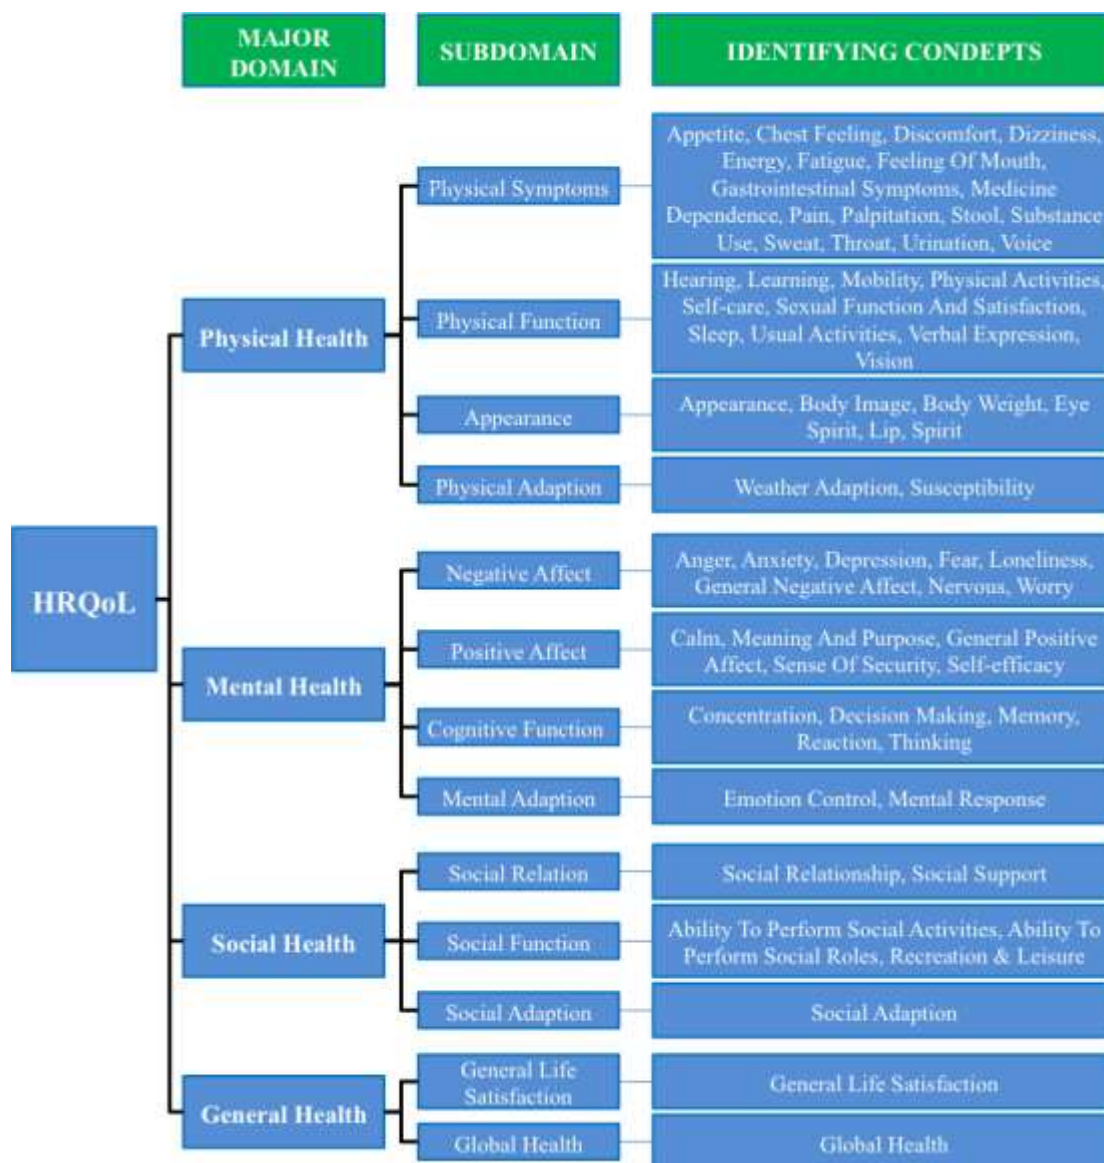 MAJOR
DOMAIN
SUBDOMAIN
IDENTIFYING CONDEPTS
HRQoL
Physical Health
Physical Symptoms
Appetite, Chest Feeling, Discomfort, Dizziness,
Energy, Fatigue, Feeling Of Mouth,
Gastrointestinal Symptoms, Medicine
Dependence, Pain, Palpitation, Stool, Substance
Use, Sweat, Throat, Urination, Voice
Physical Function
Hearing, Learning, Mobility, Physical Activities,
Self-care, Sexual Function And Satisfaction,
Sleep, Usual Activities, Verbal Expression,
Vision
Appearance
Appearance, Body Image, Body Weight, Eye
Spirit, Lip, Spirit
Physical Adaption
Weather Adaption, Susceptibility
Mental Health
Negative Affect
Anger, Anxiety, Depression, Fear, Loneliness,
General Negative Affect, Nervous, Worry
Positive Affect
Calm, Meaning And Purpose, General Positive
Affect, Sense Of Security, Self-efficacy
Cognitive Function
Concentration, Decision Making, Memory,
Reaction, Thinking
Mental Adaption
Emotion Control, Mental Response
Social Health
Social Relation
Social Relationship, Social Support
Social Function
Ability To Perform Social Activities, Ability To
Perform Social Roles, Recreation & Leisure
Social Adaption
Social Adaption
General Health
General Life
Satisfaction
General Life Satisfaction
Global Health
Global Health